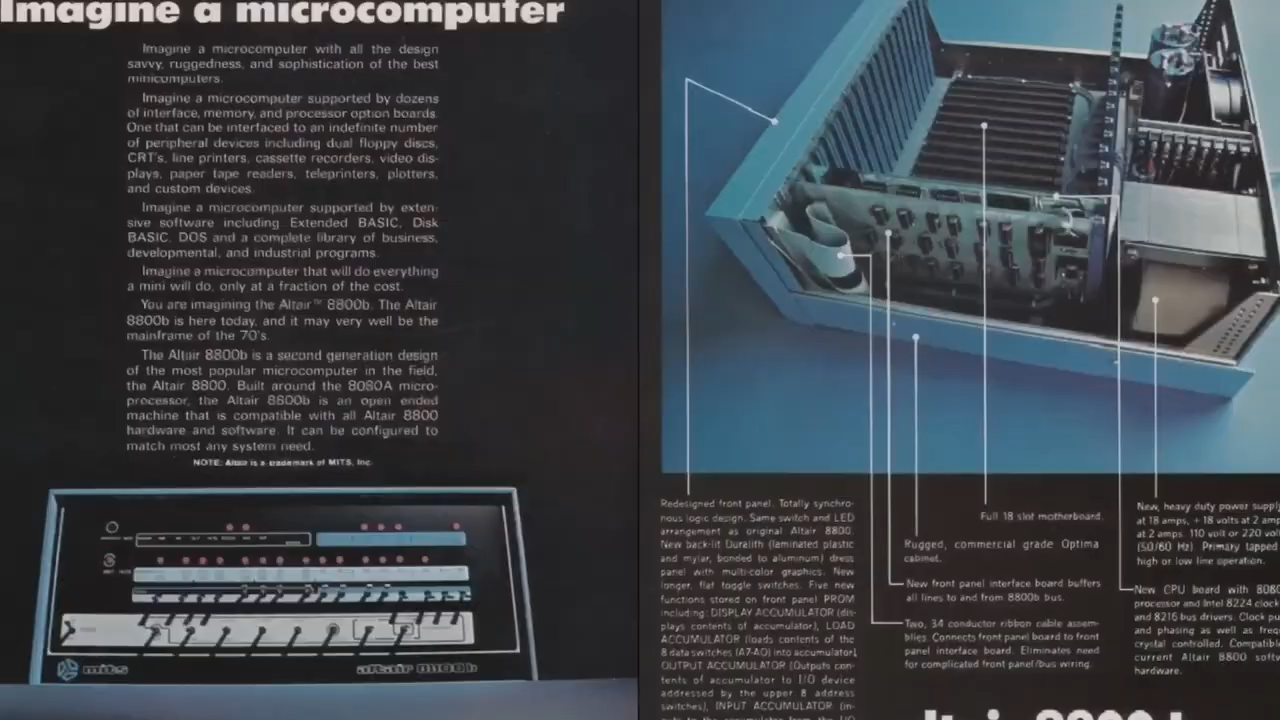 Imagine a microcomputer
Imagine a microcomputer with all the design
savvy, ruggedness, and sophistication of the best
minicomputers.
Imagine a microcomputer supported by dozens
of interface, memory, and processor option boards.
One that can be interfaced to an indefinite number
of peripheral devices including dual floppy discs,
CRT's, line printers, cassette recorders, video dis-
plays, paper tape readers, teleprinters, plotters,
and custom devices.
Imagine a microcomputer supported by exten-
sive software including Extended BASIC, Disk
BASIC, DOS and a complete library of business,
developmental, and industrial programs.
Imagine a microcomputer that will do everything
a mini will do, only at a fraction of the cost.
You are imagining the Altair™ 8800b. The Altair
8800b is here today, and it may very well be the
mainframe of the 70's.
The Altair 8800b is a second generation design
of the most popular microcomputer in the field,
the Altair 8800. Built around the 8080A micro-
processor, the Altair 8800b is an open ended
machine that is compatible with all Altair 8800
hardware and software. It can be configured to
match most any system need.
NOTE: Altair is a trademark of MITS, Inc.
mits
altair 8800b
Redesigned front panel. Totally synchro-
nous logic design. Same switch and LED
arrangement as original Altair 8800.
New back-lit Duralith (laminated plastic
and mylar, bonded to aluminum) dress
panel with multi-color graphics. New
longer, flat toggle switches. Five new
functions stored on front panel PROM
including: DISPLAY ACCUMULATOR (dis-
plays contents of accumulator), LOAD
ACCUMULATOR (loads contents of the
8 data switches (A7-A0) into accumulator),
OUTPUT ACCUMULATOR (Outputs con-
tents of accumulator to I/O device
addressed by the upper 8 address
switches), INPUT ACCUMULATOR (in-
puts to the accumulator from the I/O
Full 18 slot motherboard.
Rugged, commercial grade Optima
cabinet.
New front panel interface board buffers
all lines to and from 8800b bus.
Two, 34 conductor ribbon cable assem-
blies. Connects front panel board to front
panel interface board. Eliminates need
for complicated front panel/bus wiring.
New, heavy duty power supply
at 18 amps, +18 volts at 2 amp
at 2 amps. 110 volt or 220 vol
(50/60 Hz). Primary tapped
high or low line operation.
New CPU board with 8080
processor and Intel 8224 clock
and 8216 bus drivers. Clock pu
and phasing as well as freq
crystal controlled. Compatible
current Altair 8800 softw
hardware.